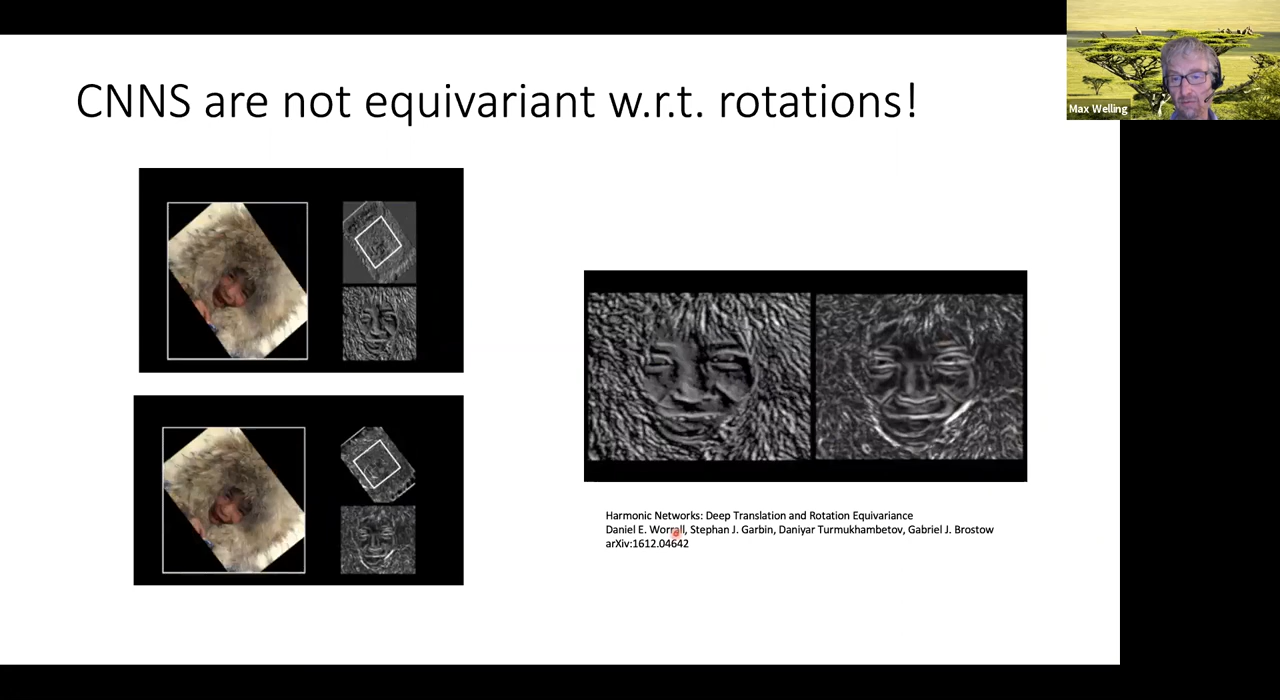 CNNS are not equivariant w.r.t. rotations!
Max Welling
Harmonic Networks: Deep Translation and Rotation Equivariance
Daniel E. Worrall, Stephan J. Garbin, Daniyar Turmukhambetov, Gabriel J. Brostow
arXiv:1612.04642